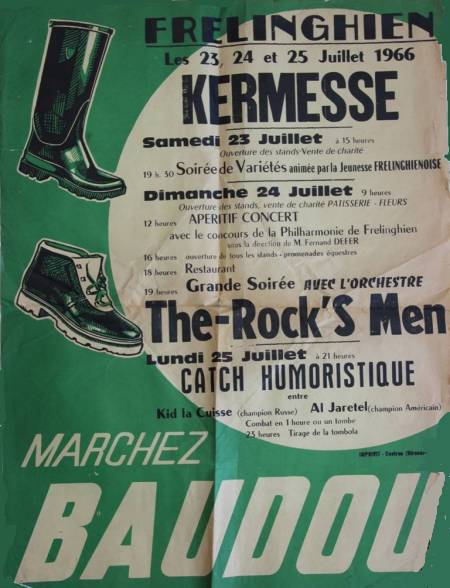 FRELINGHIEN
Les 23, 24 et 25 Juillet 1966
KERMESSE
Samedi 23 Juillet à 15 heures
Ouverture des stands-Vente de charité
19 h. 30 Soirée de Variétés animée par la Jeunesse FRELINGHIENOISE
Dimanche 24 Juillet 9 heures
Ouverture des stands, vente de charité PATISSERIE - FLEURS
12 heures APERITIF CONCERT
avec le concours de la Philharmonie de Frelinghien
sous la direction de M. Fernand DEFER
16 heures ouverture de tous les stands - promenades équestres
18 heures Restaurant
19 heures Grande Soirée AVEC L'ORCHESTRE
The-Rock'S Men
Lundi 25 Juillet à 21 heures
CATCH HUMORISTIQUE
entre
Kid la Cuisse (champion Russe) Al Jaretel (champion Américain)
Combat en 1 heure ou un tombe
23 heures Tirage de la tombola
MARCHEZ
BAUDOU